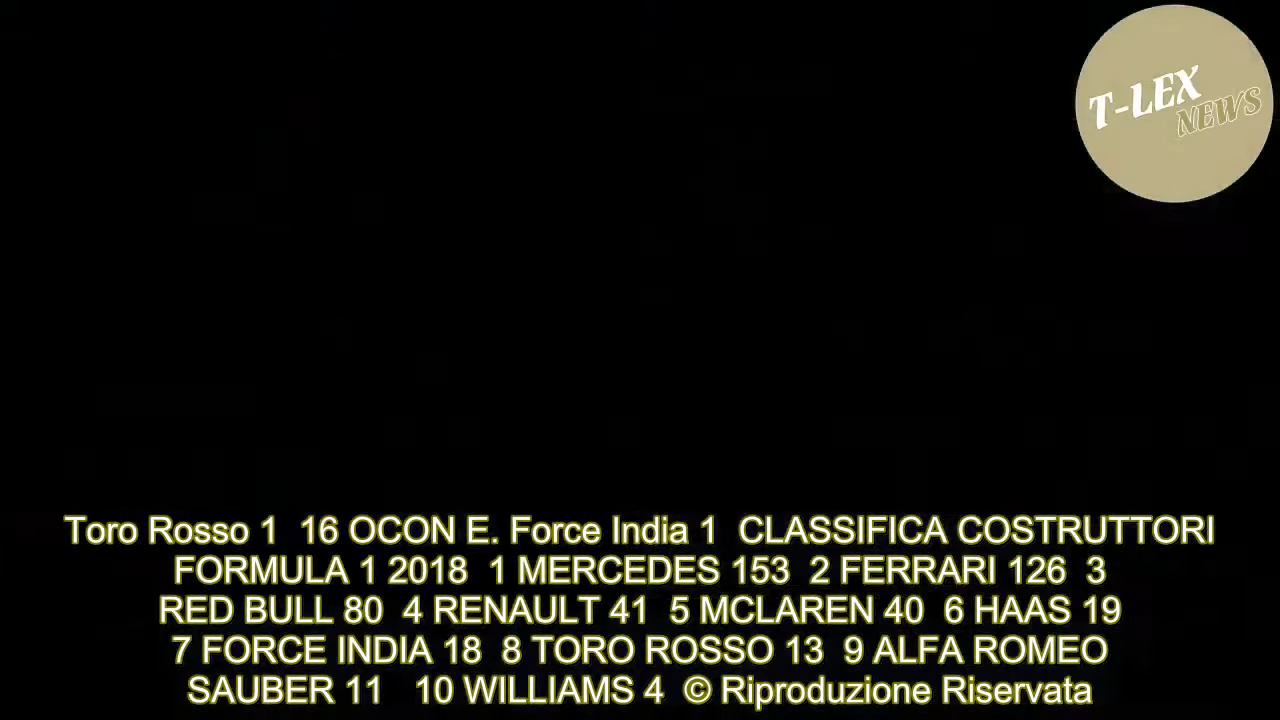 T-LEX
NEWS
Toro Rosso 1  16 OCON E. Force India 1  CLASSIFICA COSTRUTTORI
FORMULA 1 2018  1 MERCEDES 153  2 FERRARI 126  3
RED BULL 80  4 RENAULT 41  5 MCLAREN 40  6 HAAS 19
7 FORCE INDIA 18  8 TORO ROSSO 13  9 ALFA ROMEO
SAUBER 11   10 WILLIAMS 4  © Riproduzione Riservata